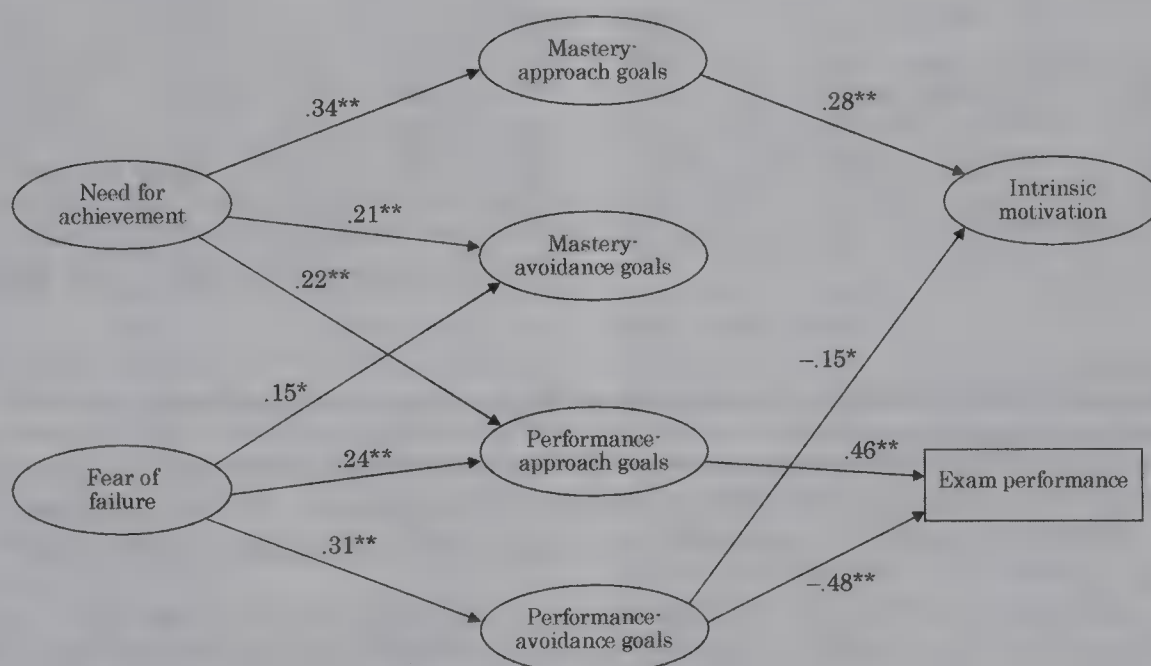 Mastery-
approach goals
.34**
.28**
Need for
achievement
Intrinsic
motivation
.21**
Mastery-
avoidance goals
.22**
-.15*
.15*
Performance-
approach goals
.24**
.46**
Fear of
failure
Exam performance
.31**
-.48**
Performance-
avoidance goals